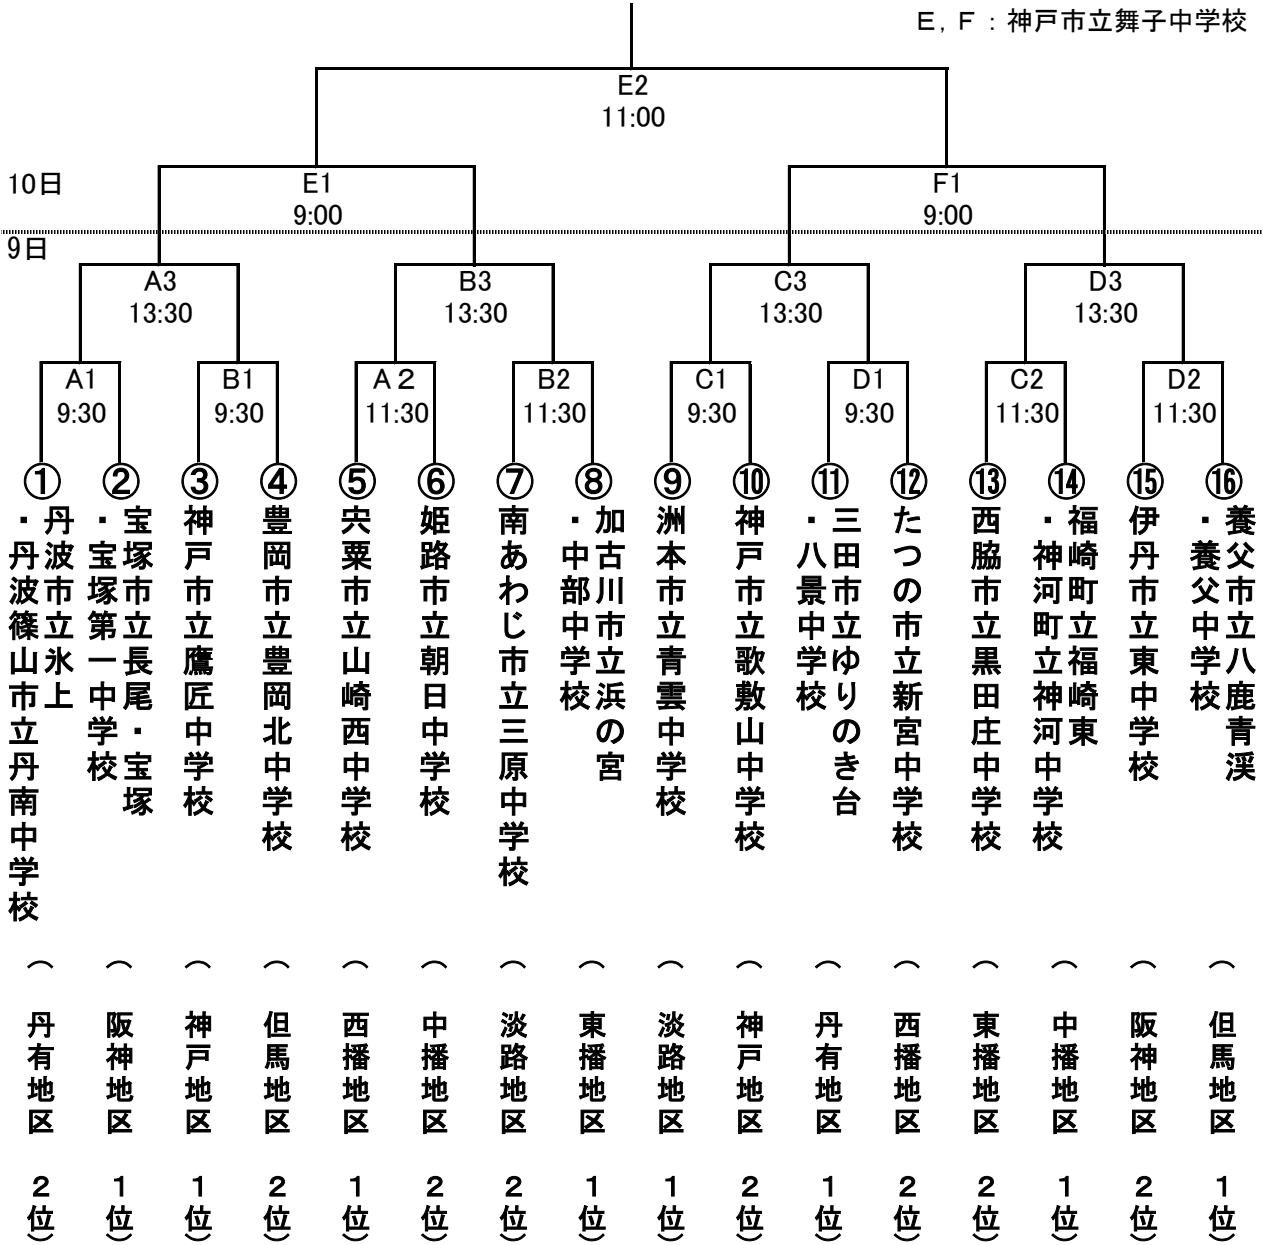 E，F ：神戸市立舞子中学校
E2
11:00
10日
E1
9:00
F1
9:00
9日
A3
13:30
B3
13:30
C3
13:30
D3
13:30
A1
9:30
B1
9:30
A２
11:30
B2
11:30
C1
9:30
D1
9:30
C2
11:30
D2
11:30
①
丹波市立氷上
・丹波篠山市立丹南中学校
（丹有地区 2位）
②
宝塚市立長尾・宝塚
・宝塚第一中学校
（阪神地区 1位）
③
神戸市立鷹匠中学校
（神戸地区 1位）
④
豊岡市立豊岡北中学校
（但馬地区 2位）
⑤
宍粟市立山崎西中学校
（西播地区 1位）
⑥
姫路市立朝日中学校
（中播地区 2位）
⑦
南あわじ市立三原中学校
（淡路地区 2位）
⑧
加古川市立浜の宮
・中部中学校
（東播地区 1位）
⑨
洲本市立青雲中学校
（淡路地区 1位）
⑩
神戸市立歌敷山中学校
（神戸地区 2位）
⑪
三田市立ゆりのき台
・八景中学校
（丹有地区 1位）
⑫
たつの市立新宮中学校
（西播地区 2位）
⑬
西脇市立黒田庄中学校
（東播地区 2位）
⑭
福崎町立福崎東
・神河町立神河中学校
（中播地区 1位）
⑮
伊丹市立東中学校
（阪神地区 2位）
⑯
養父市立八鹿青渓
・養父中学校
（但馬地区 1位）